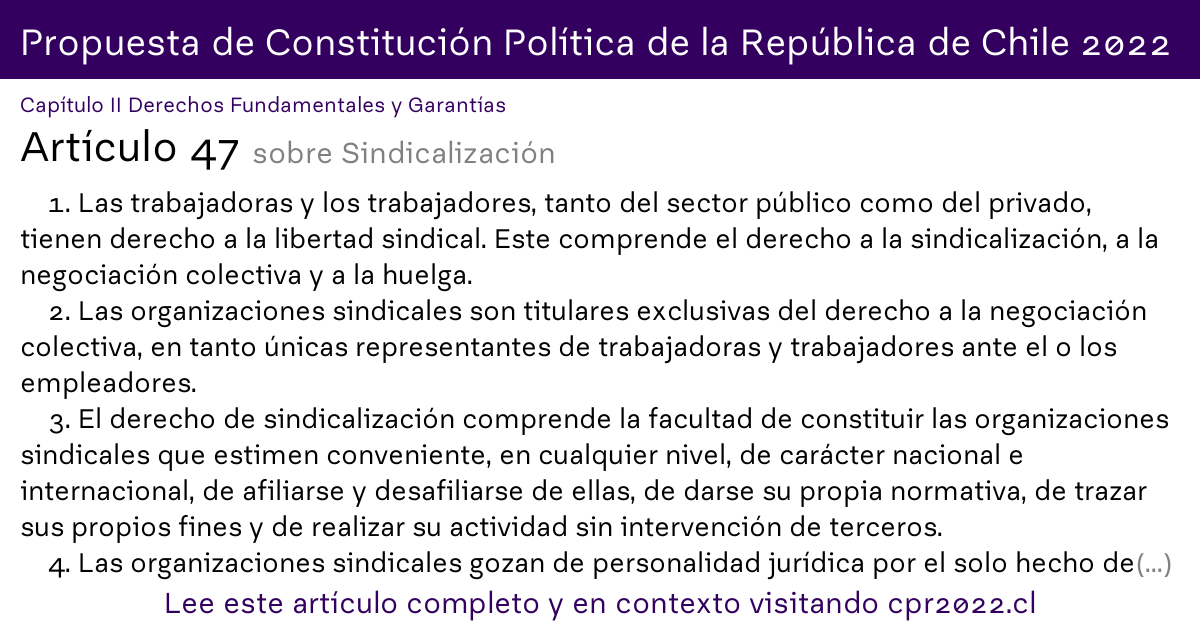 Propuesta de Constitución Política de la República de Chile 2022
Capítulo II Derechos Fundamentales y Garantías
Artículo 47 sobre Sindicalización
1. Las trabajadoras y los trabajadores, tanto del sector público como del privado,
tienen derecho a la libertad sindical. Este comprende el derecho a la sindicalización, a la
negociación colectiva y a la huelga.
2. Las organizaciones sindicales son titulares exclusivas del derecho a la negociación
colectiva, en tanto únicas representantes de trabajadoras y trabajadores ante el o los
empleadores.
3. El derecho de sindicalización comprende la facultad de constituir las organizaciones
sindicales que estimen conveniente, en cualquier nivel, de carácter nacional e
internacional, de afiliarse y desafiliarse de ellas, de darse su propia normativa, de trazar
sus propios fines y de realizar su actividad sin intervención de terceros.
4. Las organizaciones sindicales gozan de personalidad jurídica por el solo hecho de(...)
Lee este artículo completo y en contexto visitando cpr2022.cl